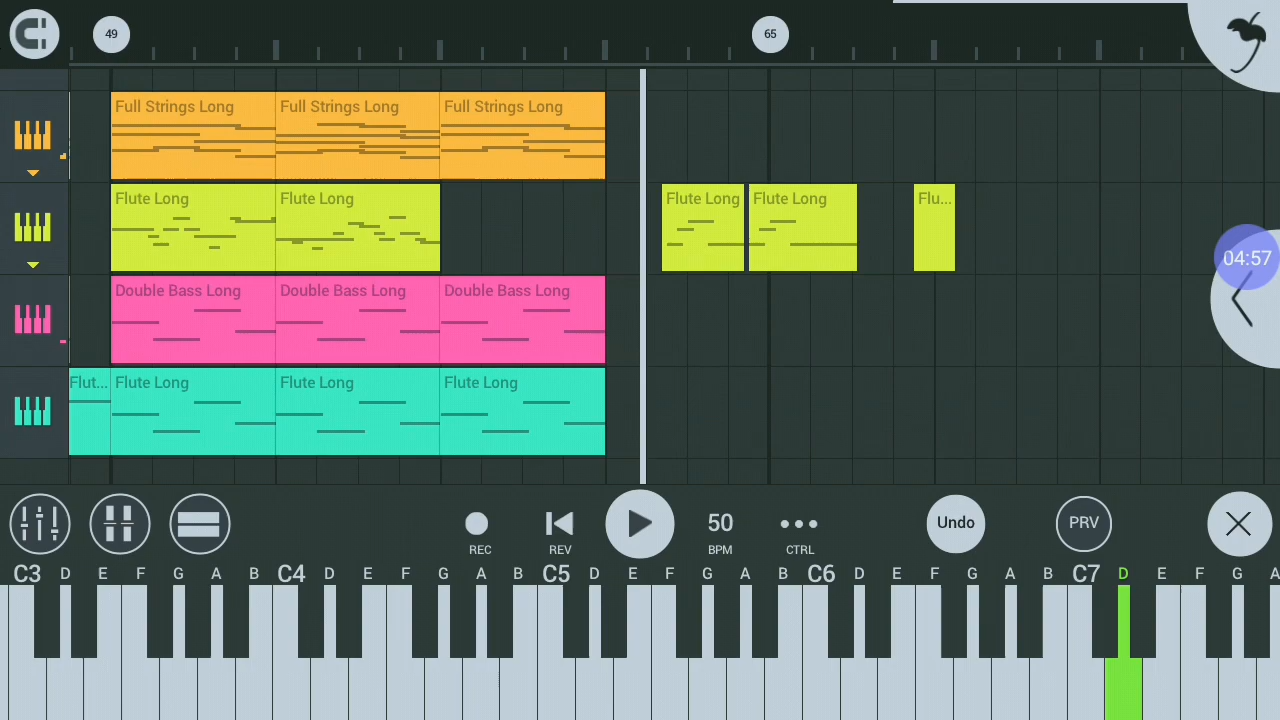 49 65
Full Strings Long Full Strings Long Full Strings Long
Flute Long Flute Long Flute Long Flute Long Flu...
04:57
Double Bass Long Double Bass Long Double Bass Long
Flut... Flute Long Flute Long Flute Long
50 Undo PRV
REC REV BPM CTRL
C3 D E F G A B C4 D E F G A B C5 D E F G A B C6 D E F G A B C7 D E F G A